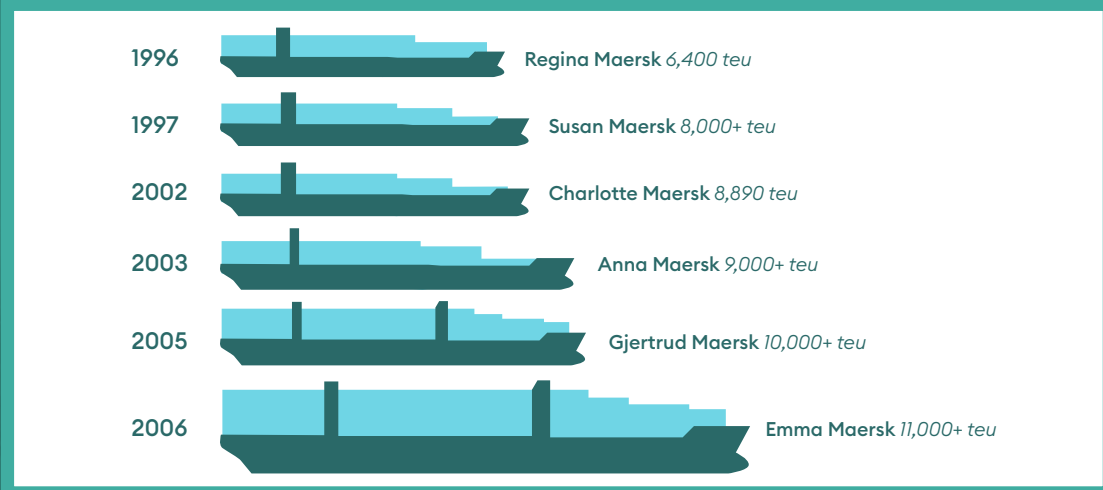 1996 Regina Maersk 6,400 teu
1997 Susan Maersk 8,000+ teu
2002 Charlotte Maersk 8,890 teu
2003 Anna Maersk 9,000+ teu
2005 Gjertrud Maersk 10,000+ teu
2006 Emma Maersk 11,000+ teu